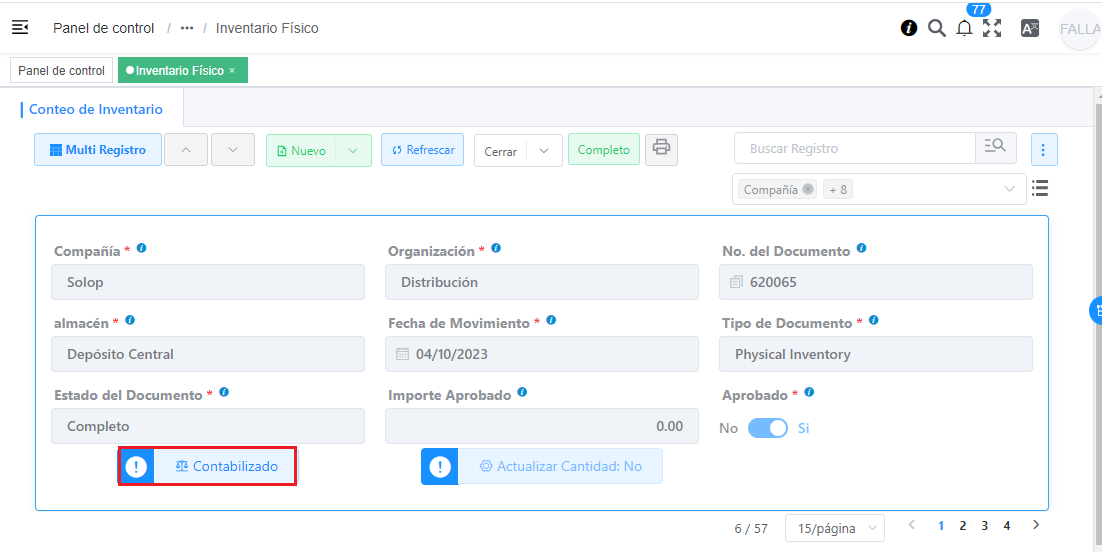 Panel de control / ••• / Inventario Físico
77
FALLA
Panel de control
Inventario Físico ×
Conteo de Inventario
Multi Registro
Nuevo
Refrescar
Cerrar
Completo
Buscar Registro
Compañía
+ 8
Compañía *
Organización *
No. del Documento
Solop
Distribución
620065
almacén *
Fecha de Movimiento *
Tipo de Documento *
Depósito Central
04/10/2023
Physical Inventory
Estado del Documento *
Importe Aprobado
Aprobado *
Completo
0.00
No
Si
Contabilizado
Actualizar Cantidad: No
6 / 57
15/página
1 2 3 4